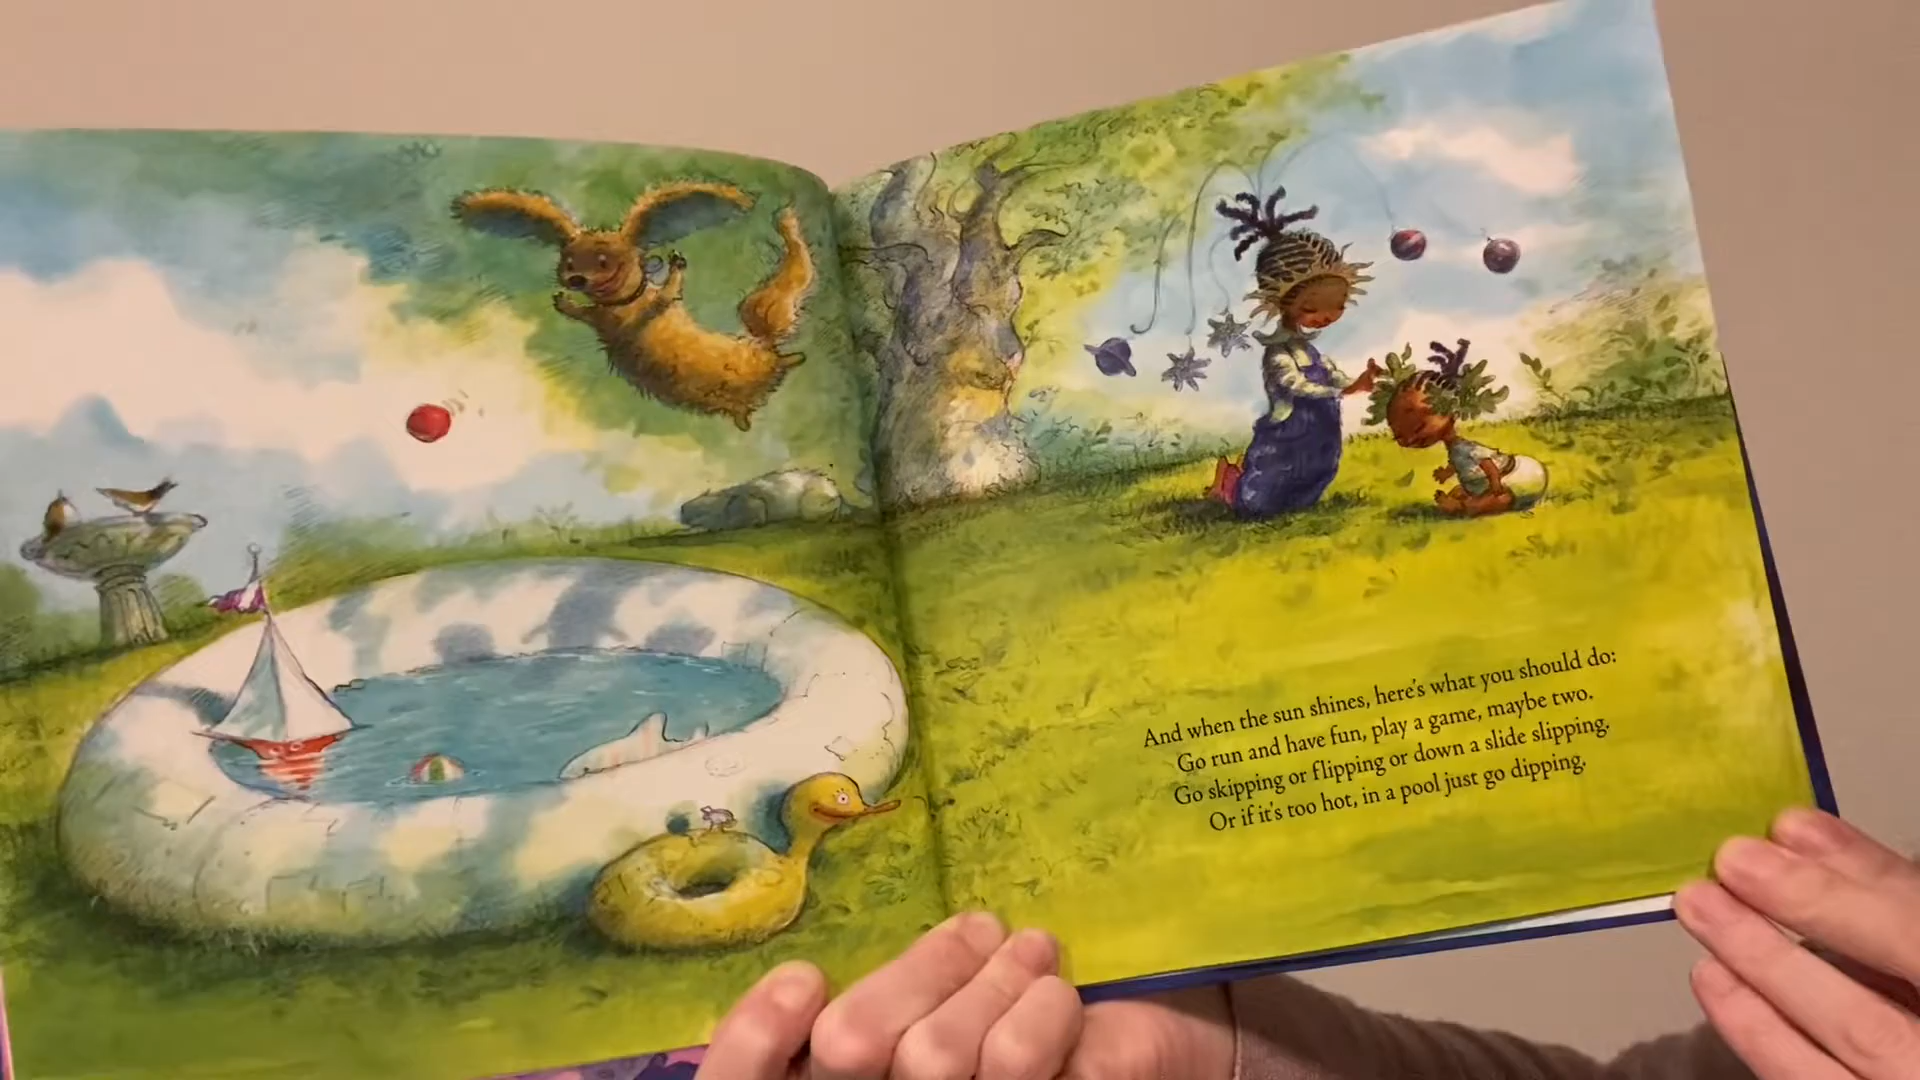 And when the sun shines, here's what you should do:
Go run and have fun, play a game, maybe two.
Go skipping or flipping or down a slide slipping.
Or if it's too hot, in a pool just go dipping.